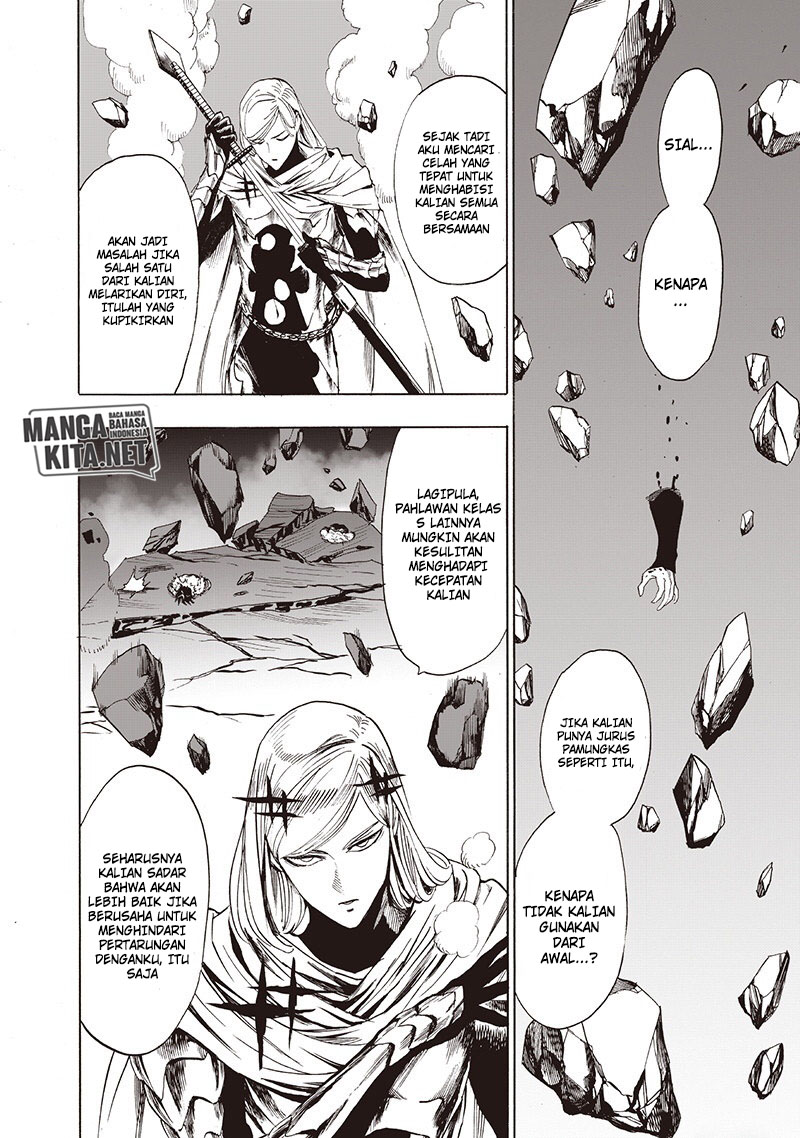 SIAL...
KENAPA
...
JIKA KALIAN
PUNYA JURUS
PAMUNGKAS
SEPERTI ITU,
KENAPA
TIDAK KALIAN
GUNAKAN
DARI
AWAL...?
SEJAK TADI
AKU MENCARI
CELAH YANG
TEPAT UNTUK
MENGHABISI
KALIAN SEMUA
SECARA
BERSAMAAN
AKAN JADI
MASALAH JIKA
SALAH SATU
DARI KALIAN
MELARIKAN DIRI,
ITULAH YANG
KUPIKIRKAN
MANGA
KITA.NET
BACA MANGA
BAHASA
INDONESIA
LAGIPULA,
PAHLAWAN KELAS
S LAINNYA
MUNGKIN AKAN
KESULITAN
MENGHADAPI
KECEPATAN
KALIAN
SEHARUSNYA
KALIAN SADAR
BAHWA AKAN
LEBIH BAIK JIKA
BERUSAHA UNTUK
MENGHINDARI
PERTARUNGAN
DENGANKU, ITU
SAJA